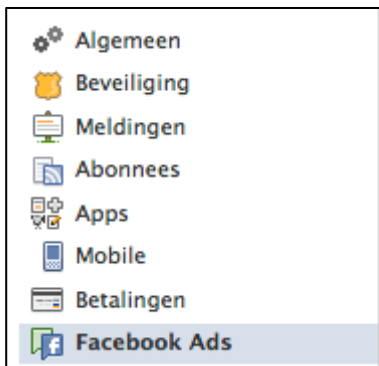 Algemeen
Beveiliging
Meldingen
Abonnees
Apps
Mobile
Betalingen
Facebook Ads